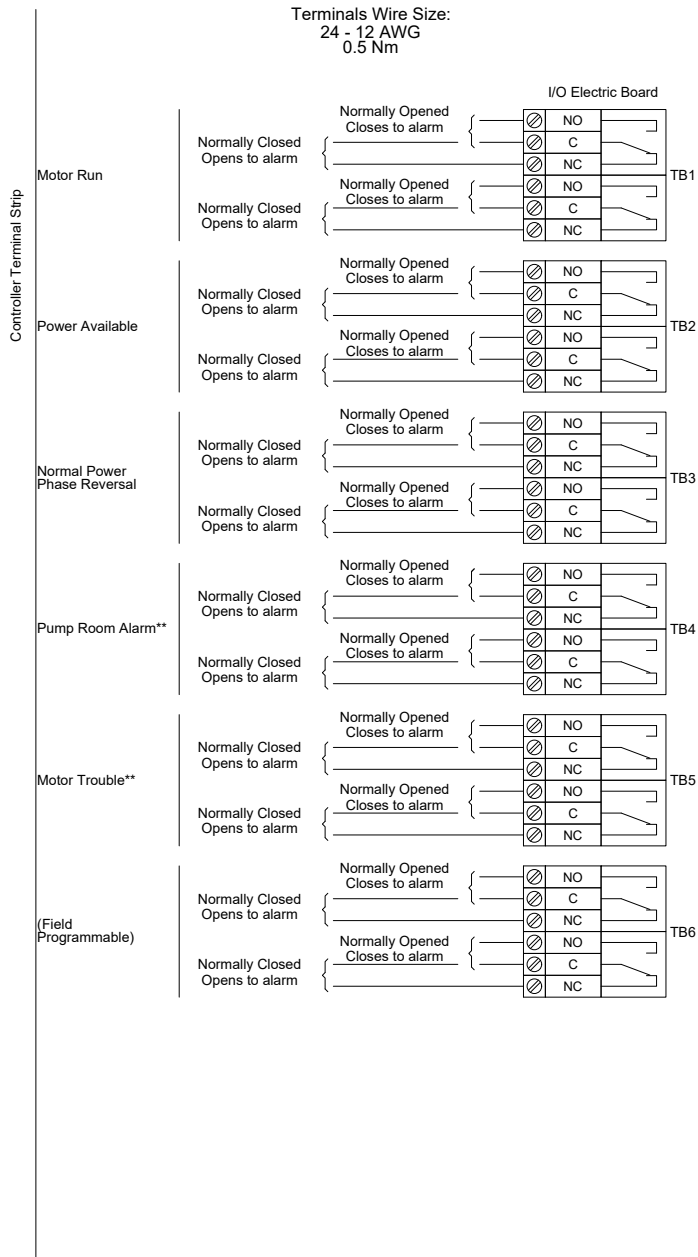 Terminals Wire Size:
24 - 12 AWG
0.5 Nm
I/O Electric Board
Controller Terminal Strip
Motor Run
Normally Opened
Closes to alarm
Normally Closed
Opens to alarm
Normally Opened
Closes to alarm
Normally Closed
Opens to alarm
NO
C
NC
NO
C
NC
TB1
Power Available
Normally Opened
Closes to alarm
Normally Closed
Opens to alarm
Normally Opened
Closes to alarm
Normally Closed
Opens to alarm
NO
C
NC
NO
C
NC
TB2
Normal Power
Phase Reversal
Normally Opened
Closes to alarm
Normally Closed
Opens to alarm
Normally Opened
Closes to alarm
Normally Closed
Opens to alarm
NO
C
NC
NO
C
NC
TB3
Pump Room Alarm**
Normally Opened
Closes to alarm
Normally Closed
Opens to alarm
Normally Opened
Closes to alarm
Normally Closed
Opens to alarm
NO
C
NC
NO
C
NC
TB4
Motor Trouble**
Normally Opened
Closes to alarm
Normally Closed
Opens to alarm
Normally Opened
Closes to alarm
Normally Closed
Opens to alarm
NO
C
NC
NO
C
NC
TB5
(Field
Programmable)
Normally Opened
Closes to alarm
Normally Closed
Opens to alarm
Normally Opened
Closes to alarm
Normally Closed
Opens to alarm
NO
C
NC
NO
C
NC
TB6